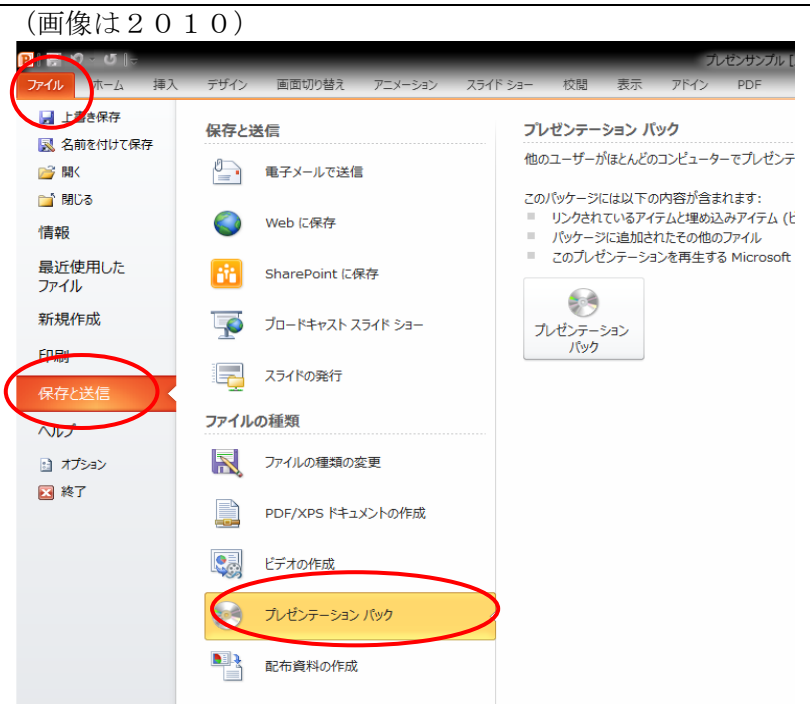 （画像は２０１０）
プレゼンサンプル [
ファイル ホーム 挿入 デザイン 画面切り替え アニメーション スライド ショー 校閲 表示 アドイン PDF
上書き保存
名前を付けて保存
開く
閉じる
情報
最近使用した
ファイル
新規作成
印刷
保存と送信
ヘルプ
オプション
終了
保存と送信
電子メールで送信
Web に保存
SharePoint に保存
ブロードキャスト スライド ショー
スライドの発行
ファイルの種類
ファイルの種類の変更
PDF/XPS ドキュメントの作成
ビデオの作成
プレゼンテーション パック
配布資料の作成
プレゼンテーション パック
他のユーザーがほとんどのコンピューターでプレゼンテ
このパッケージには以下の内容が含まれます:
リンクされているアイテムと埋め込みアイテム (ビ
パッケージに追加されたその他のファイル
このプレゼンテーションを再生する Microsoft
プレゼンテーション
パック